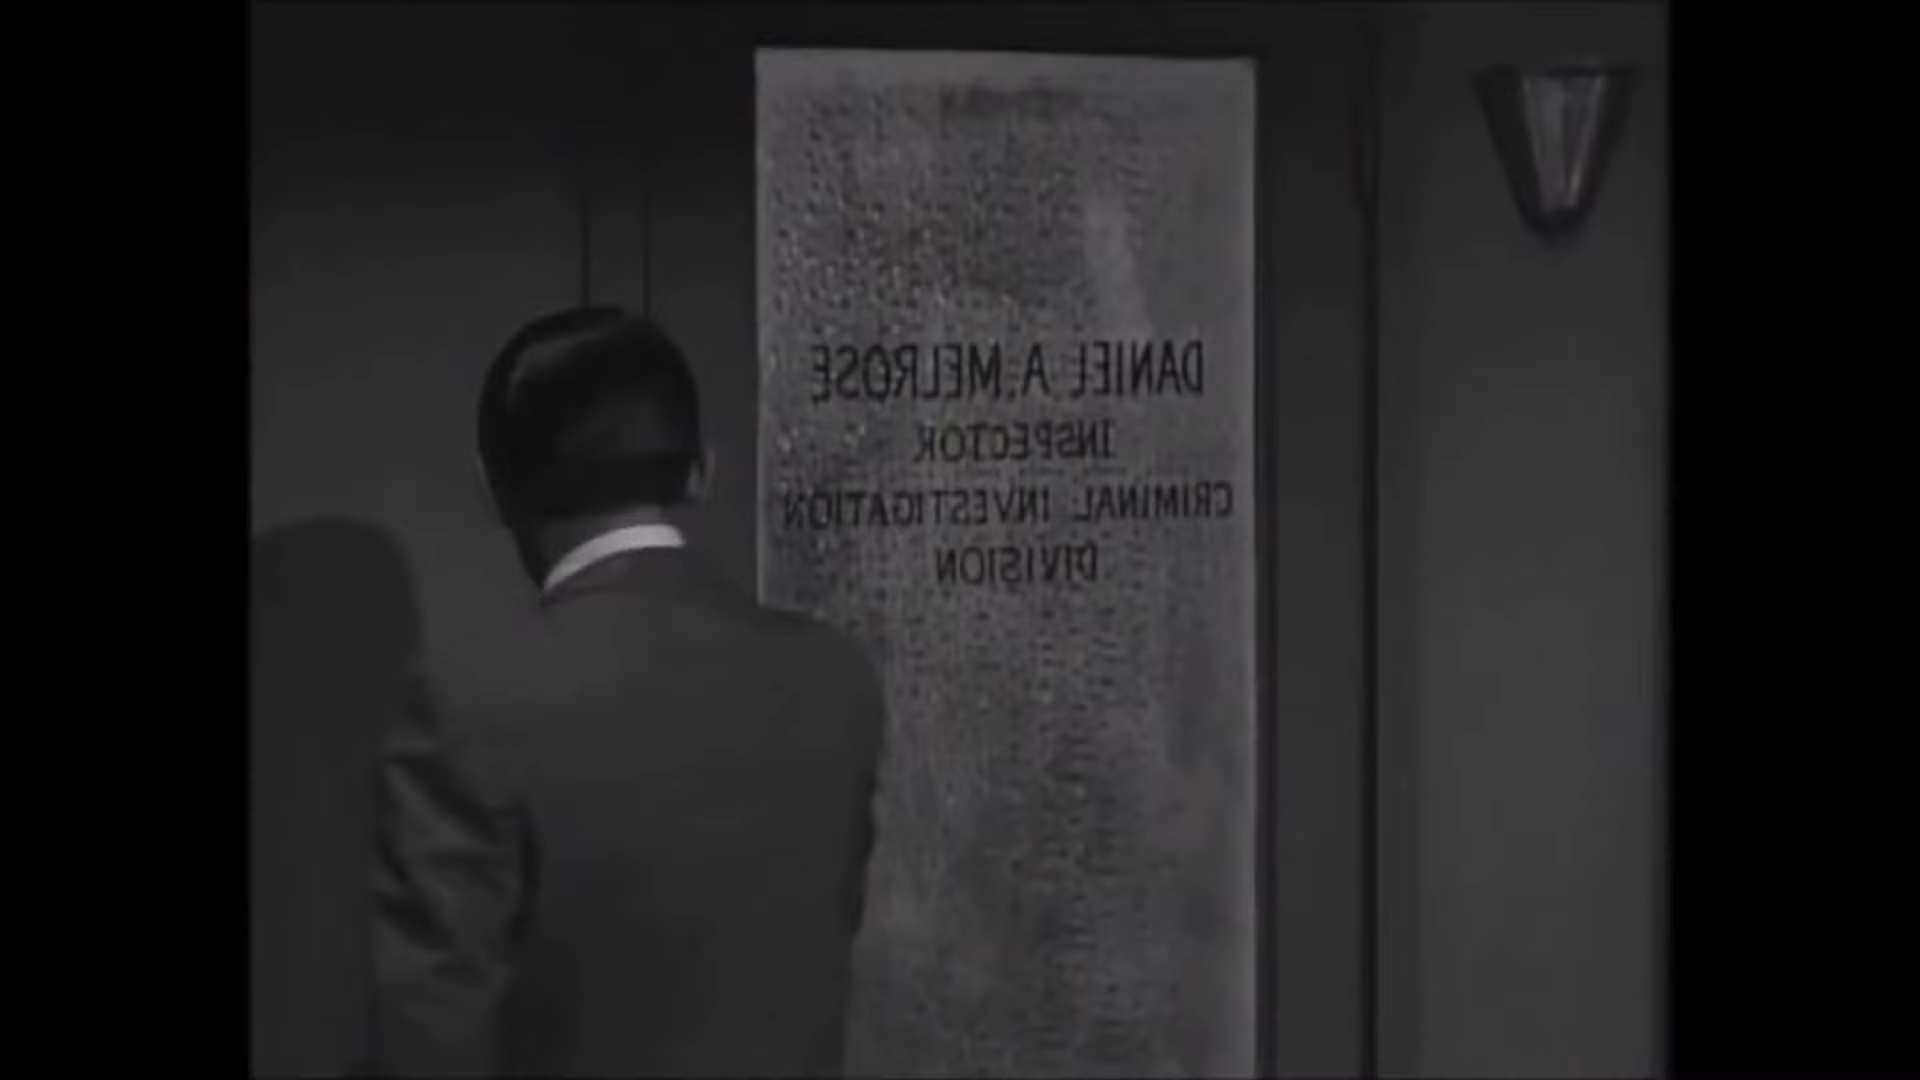 DANIEL A. MELROSE
INSPECTOR
CRIMINAL INVESTIGATION
DIVISION